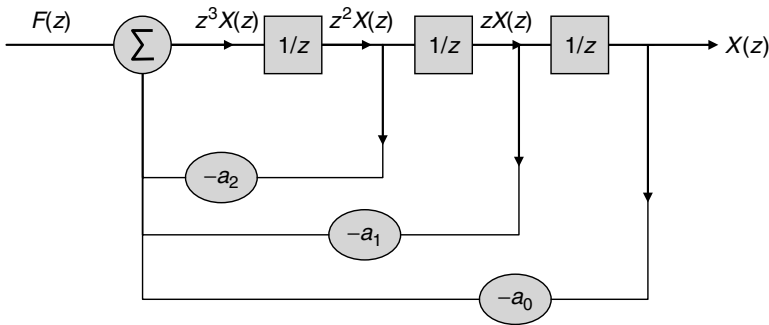 F(z) Σ z³X(z) 1/z z²X(z) 1/z zX(z) 1/z X(z)
–a₂
–a₁
–a₀